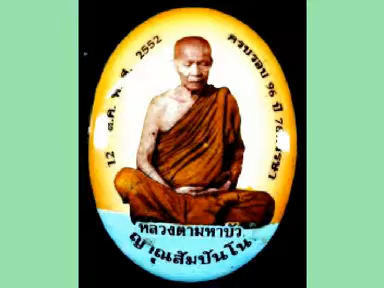 12 ส.ค. พ.ศ. 2552
ครบรอบ 96 ปี 76
หลวงตามหาบัว
ญาณสัมปันโน